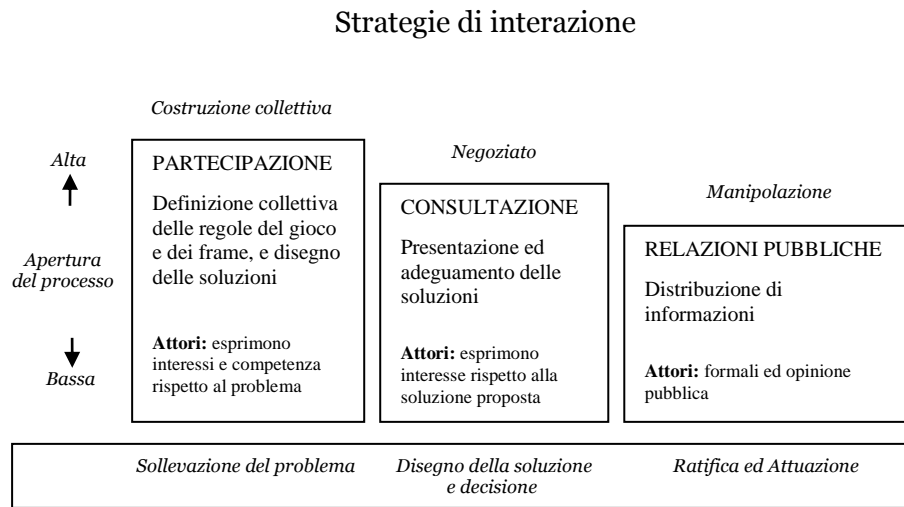 Strategie di interazione
Costruzione collettiva
Negoziato
Manipolazione
Alta
Apertura
del processo
Bassa
PARTECIPAZIONE
Definizione collettiva
delle regole del gioco
e dei frame, e disegno
delle soluzioni
Attori: esprimono
interessi e competenza
rispetto al problema
CONSULTAZIONE
Presentazione ed
adeguamento delle
soluzioni
Attori: esprimono
interesse rispetto alla
soluzione proposta
RELAZIONI PUBBLICHE
Distribuzione di
informazioni
Attori: formali ed opinione
pubblica
Sollevazione del problema
Disegno della soluzione
e decisione
Ratifica ed Attuazione